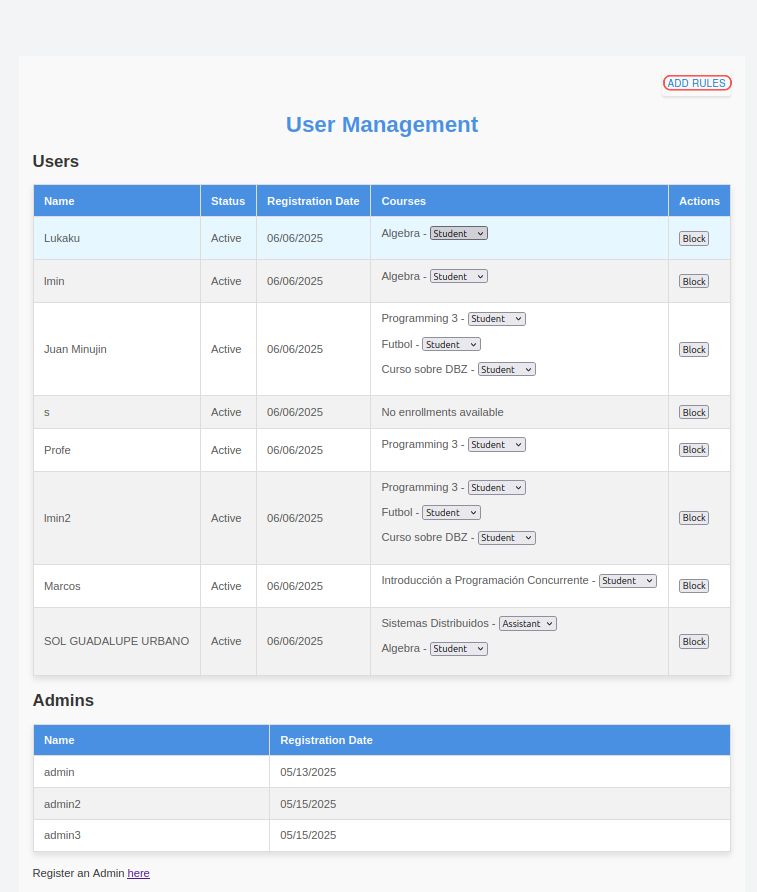 ADD RULES
User Management
Users
Name Status Registration Date Courses Actions
Lukaku Active 06/06/2025 Algebra - Student Block
lmin Active 06/06/2025 Algebra - Student Block
Programming 3 - Student
Juan Minujin Active 06/06/2025 Futbol - Student Block
Curso sobre DBZ - Student
s Active 06/06/2025 No enrollments available Block
Profe Active 06/06/2025 Programming 3 - Student Block
Programming 3 - Student
lmin2 Active 06/06/2025 Futbol - Student Block
Curso sobre DBZ - Student
Marcos Active 06/06/2025 Introducción a Programación Concurrente - Student Block
Sistemas Distribuidos - Assistant
SOL GUADALUPE URBANO Active 06/06/2025 Block
Algebra - Student
Admins
Name Registration Date
admin 05/13/2025
admin2 05/15/2025
admin3 05/15/2025
Register an Admin here